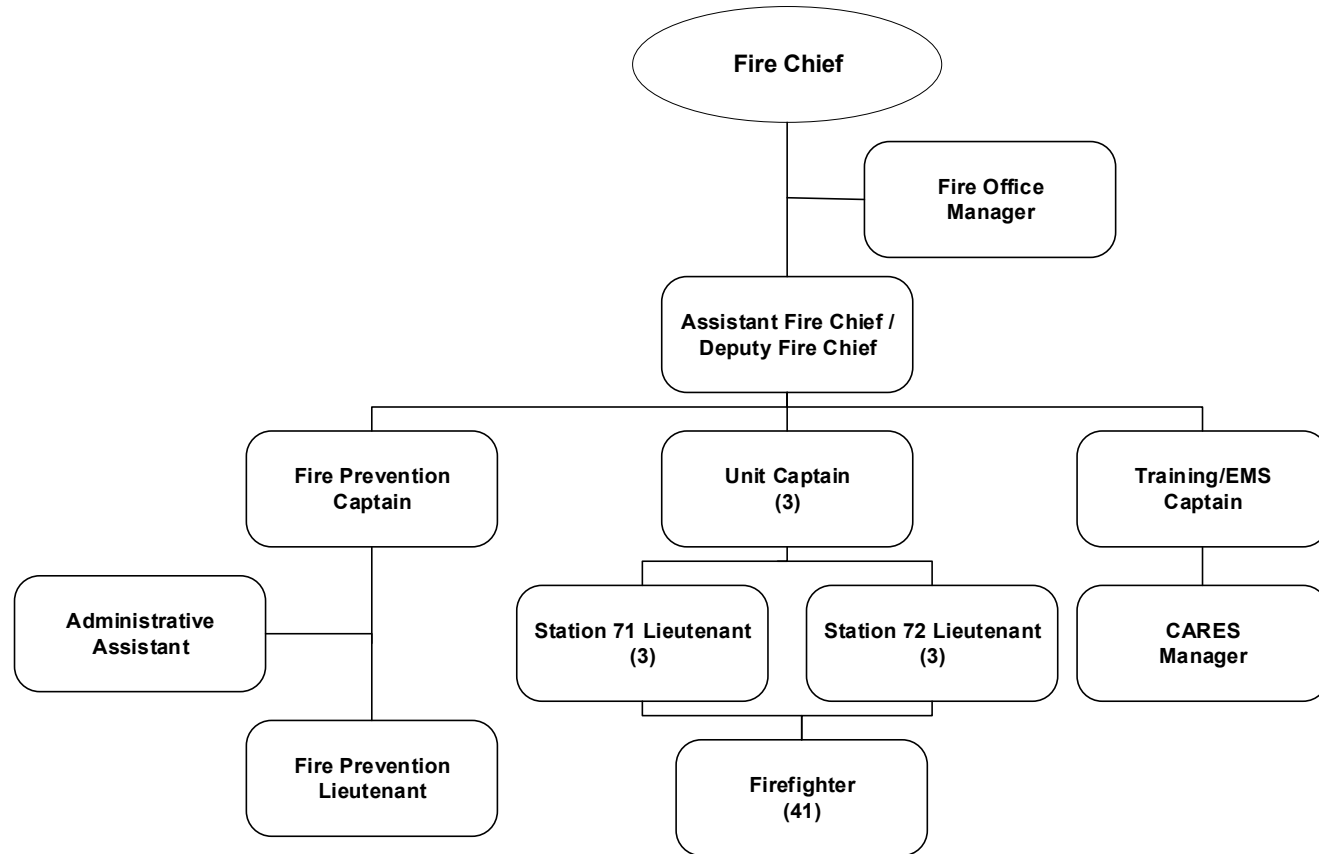 Fire Chief
Fire Office
Manager
Assistant Fire Chief /
Deputy Fire Chief
Fire Prevention
Captain
Unit Captain
(3)
Training/EMS
Captain
Administrative
Assistant
Station 71 Lieutenant
(3)
Station 72 Lieutenant
(3)
CARES
Manager
Fire Prevention
Lieutenant
Firefighter
(41)